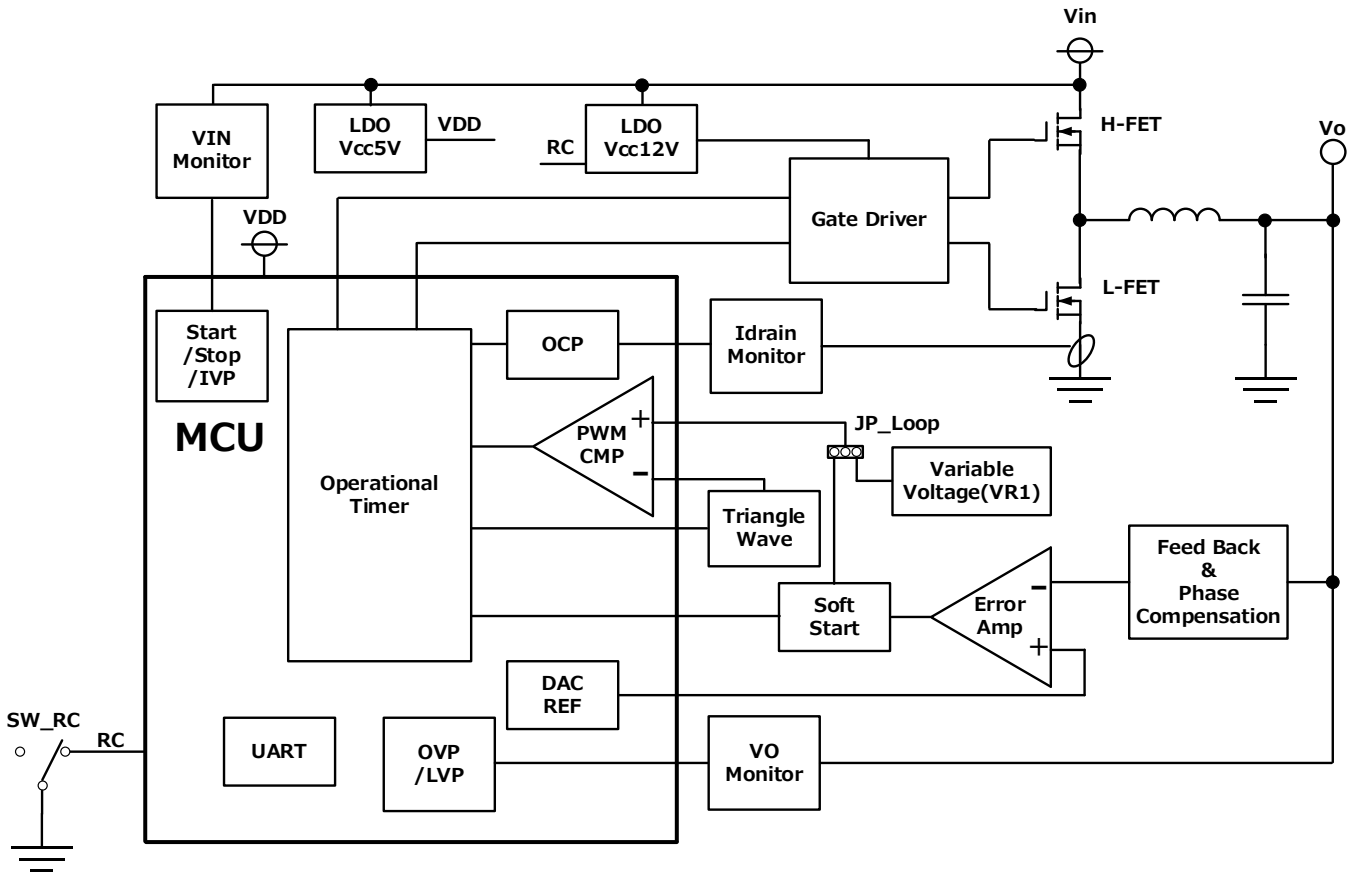 Vin
VIN
Monitor
LDO
Vcc5V
VDD
RC
LDO
Vcc12V
H-FET
Vo
VDD
Gate Driver
L-FET
Start
/Stop
/IVP
OCP
Idrain
Monitor
MCU
Operational
Timer
+
PWM
CMP
-
JP_Loop
Variable
Voltage(VR1)
Triangle
Wave
Feed Back
&
Phase
Compensation
Soft
Start
-
Error
Amp
+
DAC
REF
SW_RC
RC
UART
OVP
/LVP
VO
Monitor